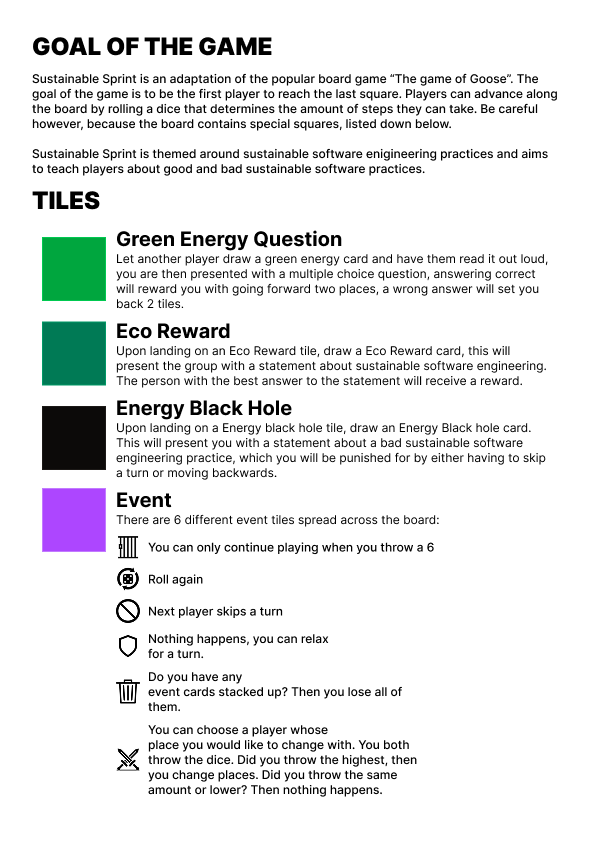 GOAL OF THE GAME
Sustainable Sprint is an adaptation of the popular board game “The game of Goose”. The
goal of the game is to be the first player to reach the last square. Players can advance along
the board by rolling a dice that determines the amount of steps they can take. Be careful
however, because the board contains special squares, listed down below.
Sustainable Sprint is themed around sustainable software enigineering practices and aims
to teach players about good and bad sustainable software practices.
TILES
Green Energy Question
Let another player draw a green energy card and have them read it out loud,
you are then presented with a multiple choice question, answering correct
will reward you with going forward two places, a wrong answer will set you
back 2 tiles.
Eco Reward
Upon landing on an Eco Reward tile, draw a Eco Reward card, this will
present the group with a statement about sustainable software engineering.
The person with the best answer to the statement will receive a reward.
Energy Black Hole
Upon landing on a Energy black hole tile, draw an Energy Black hole card.
This will present you with a statement about a bad sustainable software
engineering practice, which you will be punished for by either having to skip
a turn or moving backwards.
Event
There are 6 different event tiles spread across the board:
You can only continue playing when you throw a 6
Roll again
Next player skips a turn
Nothing happens, you can relax
for a turn.
Do you have any
event cards stacked up? Then you lose all of
them.
You can choose a player whose
place you would like to change with. You both
throw the dice. Did you throw the highest, then
you change places. Did you throw the same
amount or lower? Then nothing happens.